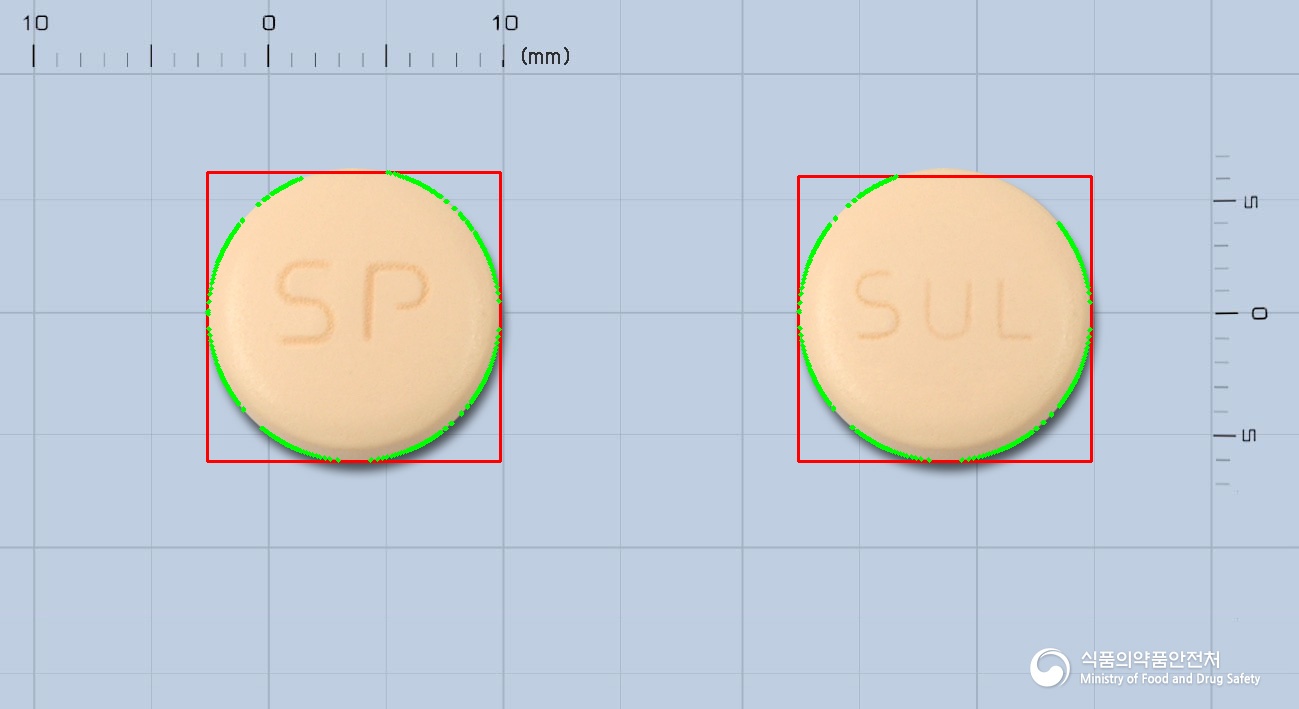 10 0 10
(mm)
5
0
5
SP
SUL
식품의약품안전처
Ministry of Food and Drug Safety